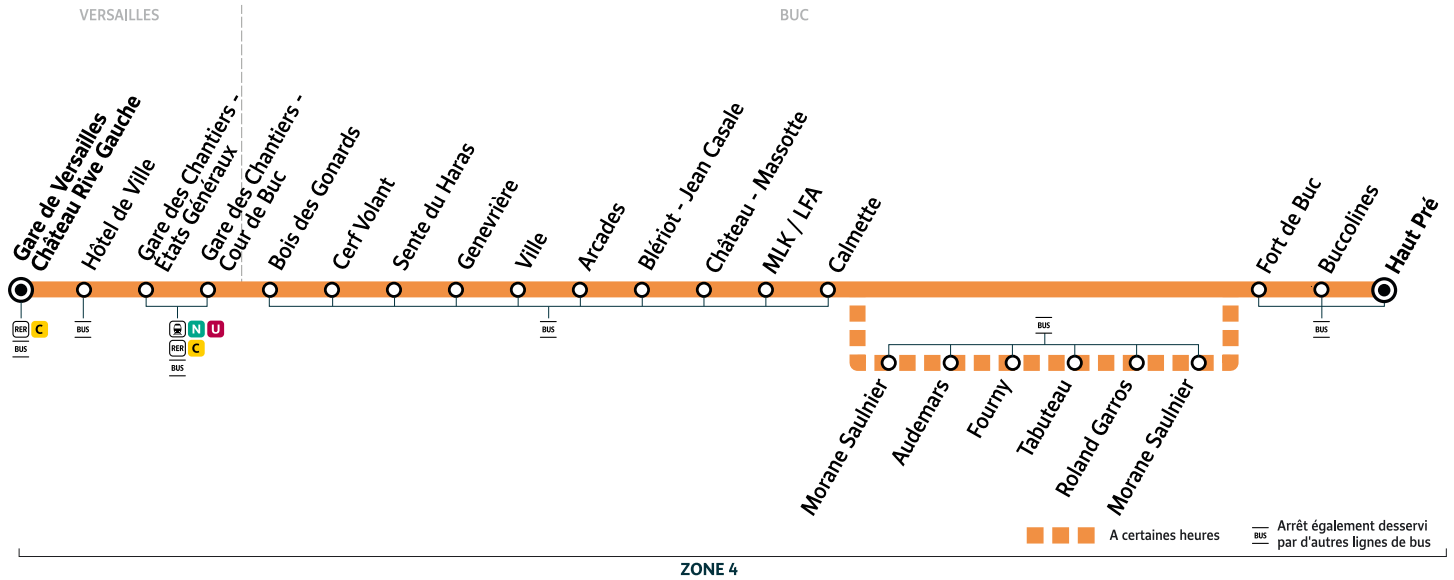 VERSAILLES
BUC
Gare de Versailles
Château Rive Gauche
Hôtel de Ville
Gare des Chantiers -
Etats Généraux
Gare des Chantiers -
Cour de Buc
Bois des Gonards
Cerf Volant
Sente du Haras
Genevrière
Ville
Arcades
Blériot - Jean Casale
Château - Massotte
MLK / LFA
Calmette
Fort de Buc
Buccolines
Haut Pré
RER C
BUS
BUS
N U
RER C
BUS
BUS
BUS
BUS
Morane Saulnier
Audemars
Fourny
Tabuteau
Roland Garros
Morane Saulnier
A certaines heures
BUS
Arrêt également desservi
par d'autres lignes de bus
ZONE 4